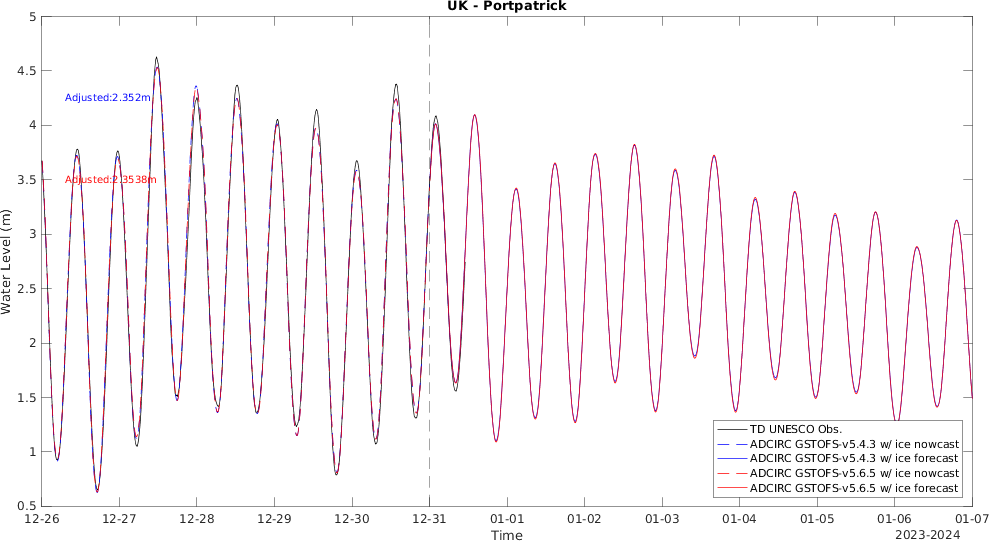 UK - Portpatrick
5
4.5
4
3.5
3
2.5
2
1.5
1
0.5
Water Level (m)
Adjusted:2.352m
Adjusted:2.3538m
TD UNESCO Obs.
ADCIRC GSTOFS-v5.4.3 w/ ice nowcast
ADCIRC GSTOFS-v5.4.3 w/ ice forecast
ADCIRC GSTOFS-v5.6.5 w/ ice nowcast
ADCIRC GSTOFS-v5.6.5 w/ ice forecast
12-26 12-27 12-28 12-29 12-30 12-31 01-01 01-02 01-03 01-04 01-05 01-06 01-07
Time
2023-2024